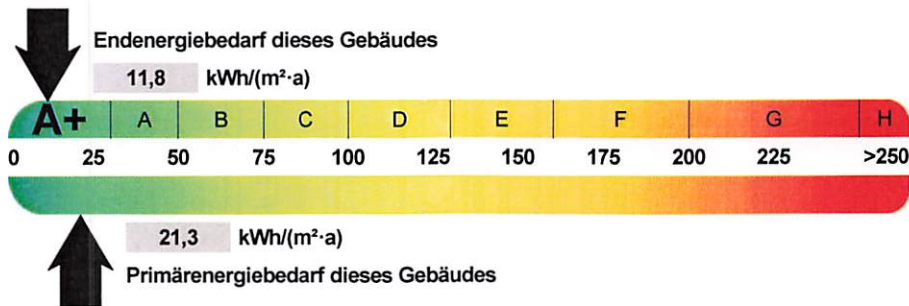 Endenergiebedarf dieses Gebäudes
11,8 kWh/(m²·a)
A+ A B C D E F G H
0 25 50 75 100 125 150 175 200 225 >250
21,3 kWh/(m²·a)
Primärenergiebedarf dieses Gebäudes